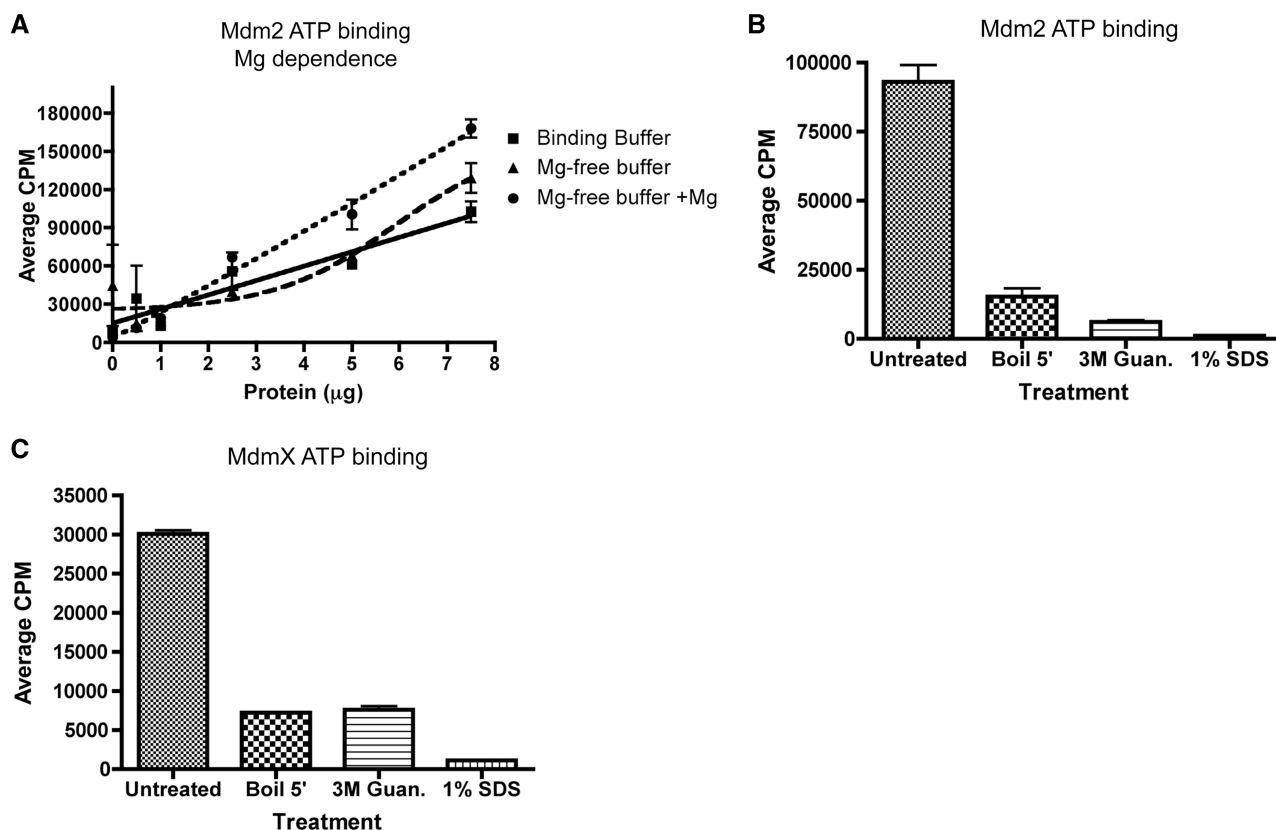 A
Mdm2 ATP binding
Mg dependence
Average CPM
180000
150000
120000
90000
60000
30000
0
0 1 2 3 4 5 6 7 8
Protein (μg)
Binding Buffer
Mg-free buffer
Mg-free buffer +Mg
B
Mdm2 ATP binding
Average CPM
100000
75000
50000
25000
0
Untreated Boil 5' 3M Guan. 1% SDS
Treatment
C
MdmX ATP binding
Average CPM
35000
30000
25000
20000
15000
10000
5000
0
Untreated Boil 5' 3M Guan. 1% SDS
Treatment